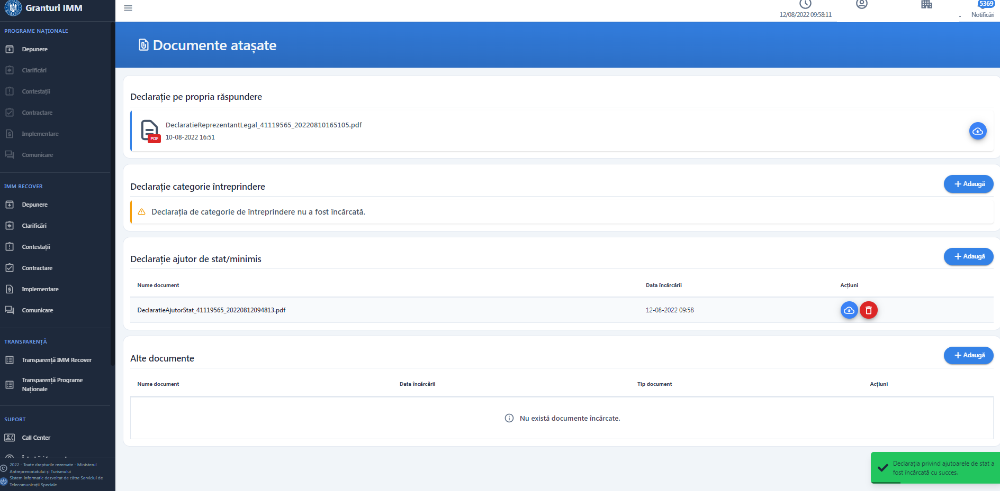 Granturi IMM
12/08/2022 09:58:11
5369
Notificări
PROGRAME NAȚIONALE
Depunere
Clarificări
Contestații
Contractare
Implementare
Comunicare
IMM RECOVER
Depunere
Clarificări
Contestații
Contractare
Implementare
Comunicare
TRANSPARENȚĂ
Transparență IMM Recover
Transparență Programe
Naționale
SUPORT
Call Center
2022 - Toate drepturile rezervate - Ministerul
Antreprenoriatului și Turismului
Sistem informatic dezvoltat de către Serviciul de
Telecomunicații Speciale
Documente atașate
Declarație pe propria răspundere
DeclaratieReprezentantLegal_41119565_20220810165105.pdf
PDF
10-08-2022 16:51
Declarație categorie întreprindere
+ Adaugă
Declarația de categorie de întreprindere nu a fost încărcată.
Declarație ajutor de stat/minimis
+ Adaugă
Nume document Data încărcării Acțiuni
DeclaratieAjutorStat_41119565_20220812094813.pdf 12-08-2022 09:58
Alte documente
+ Adaugă
Nume document Data încărcării Tip document Acțiuni
Nu există documente încărcate.
Declarația privind ajutoarele de stat a
fost încărcată cu succes.